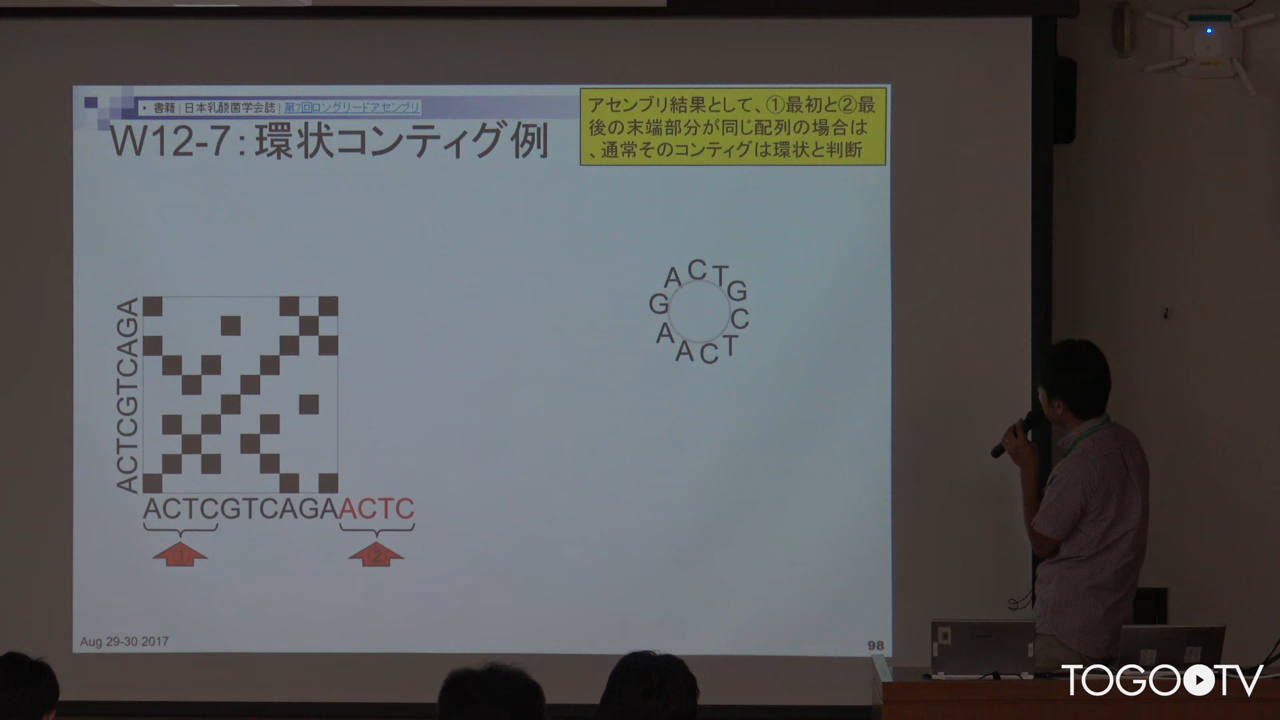 • 書籍 | 日本乳酸菌学会誌 | 第7回ロングリードアセンブリ
W12-7：環状コンティグ例
アセンブリ結果として、①最初と②最
後の末端部分が同じ配列の場合は
、通常そのコンティグは環状と判断
ACTCGTCAGA
ACTCGTCAGAACTC
①
②
A C T G C T C A A G
Aug 29-30 2017
98
TOGOTV